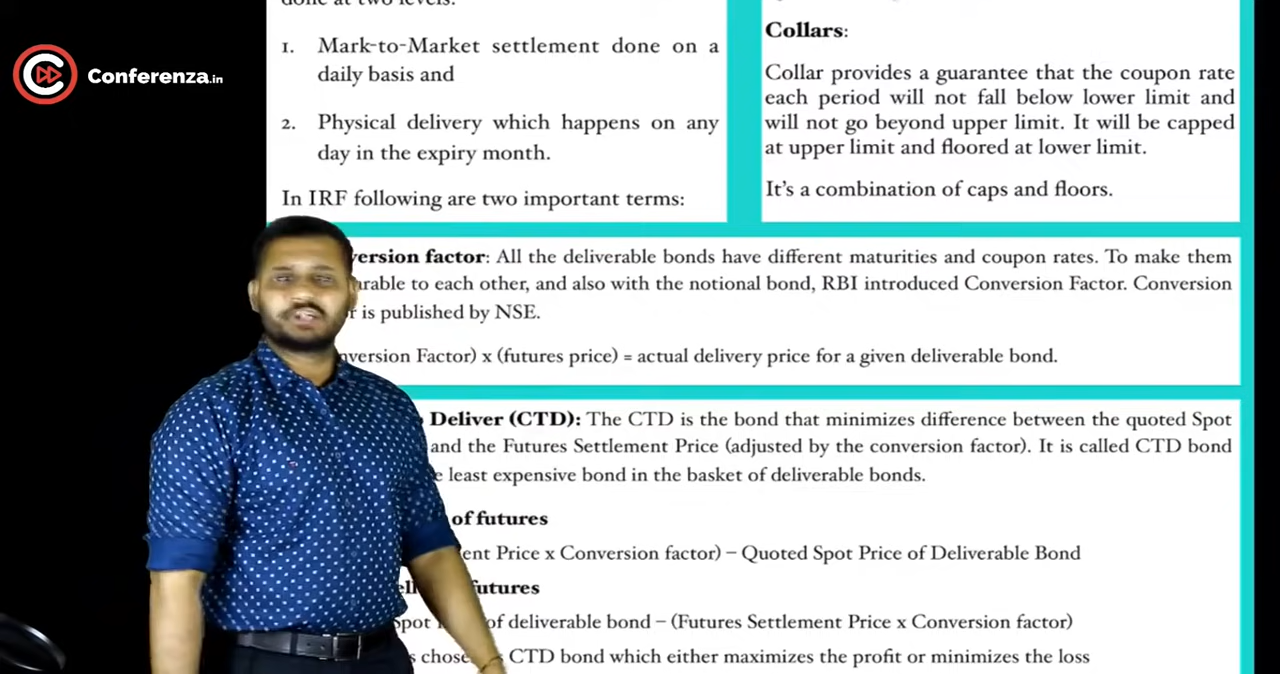 Conferenza.in
done at two levels:
1. Mark-to-Market settlement done on a
daily basis and
2. Physical delivery which happens on any
day in the expiry month.
In IRF following are two important terms:
Collars:
Collar provides a guarantee that the coupon rate
each period will not fall below lower limit and
will not go beyond upper limit. It will be capped
at upper limit and floored at lower limit.
It’s a combination of caps and floors.
version factor: All the deliverable bonds have different maturities and coupon rates. To make them
rable to each other, and also with the notional bond, RBI introduced Conversion Factor. Conversion
r is published by NSE.
nversion Factor) x (futures price) = actual delivery price for a given deliverable bond.
Deliver (CTD): The CTD is the bond that minimizes difference between the quoted Spot
and the Futures Settlement Price (adjusted by the conversion factor). It is called CTD bond
e least expensive bond in the basket of deliverable bonds.
of futures
ent Price x Conversion factor) – Quoted Spot Price of Deliverable Bond
futures
of deliverable bond – (Futures Settlement Price x Conversion factor)
CTD bond which either maximizes the profit or minimizes the loss